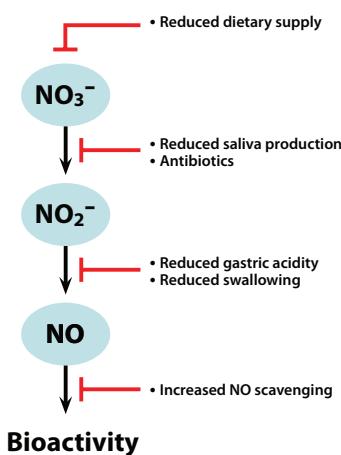 • Reduced dietary supply
NO₃⁻
• Reduced saliva production
• Antibiotics
NO₂⁻
• Reduced gastric acidity
• Reduced swallowing
NO
• Increased NO scavenging
Bioactivity